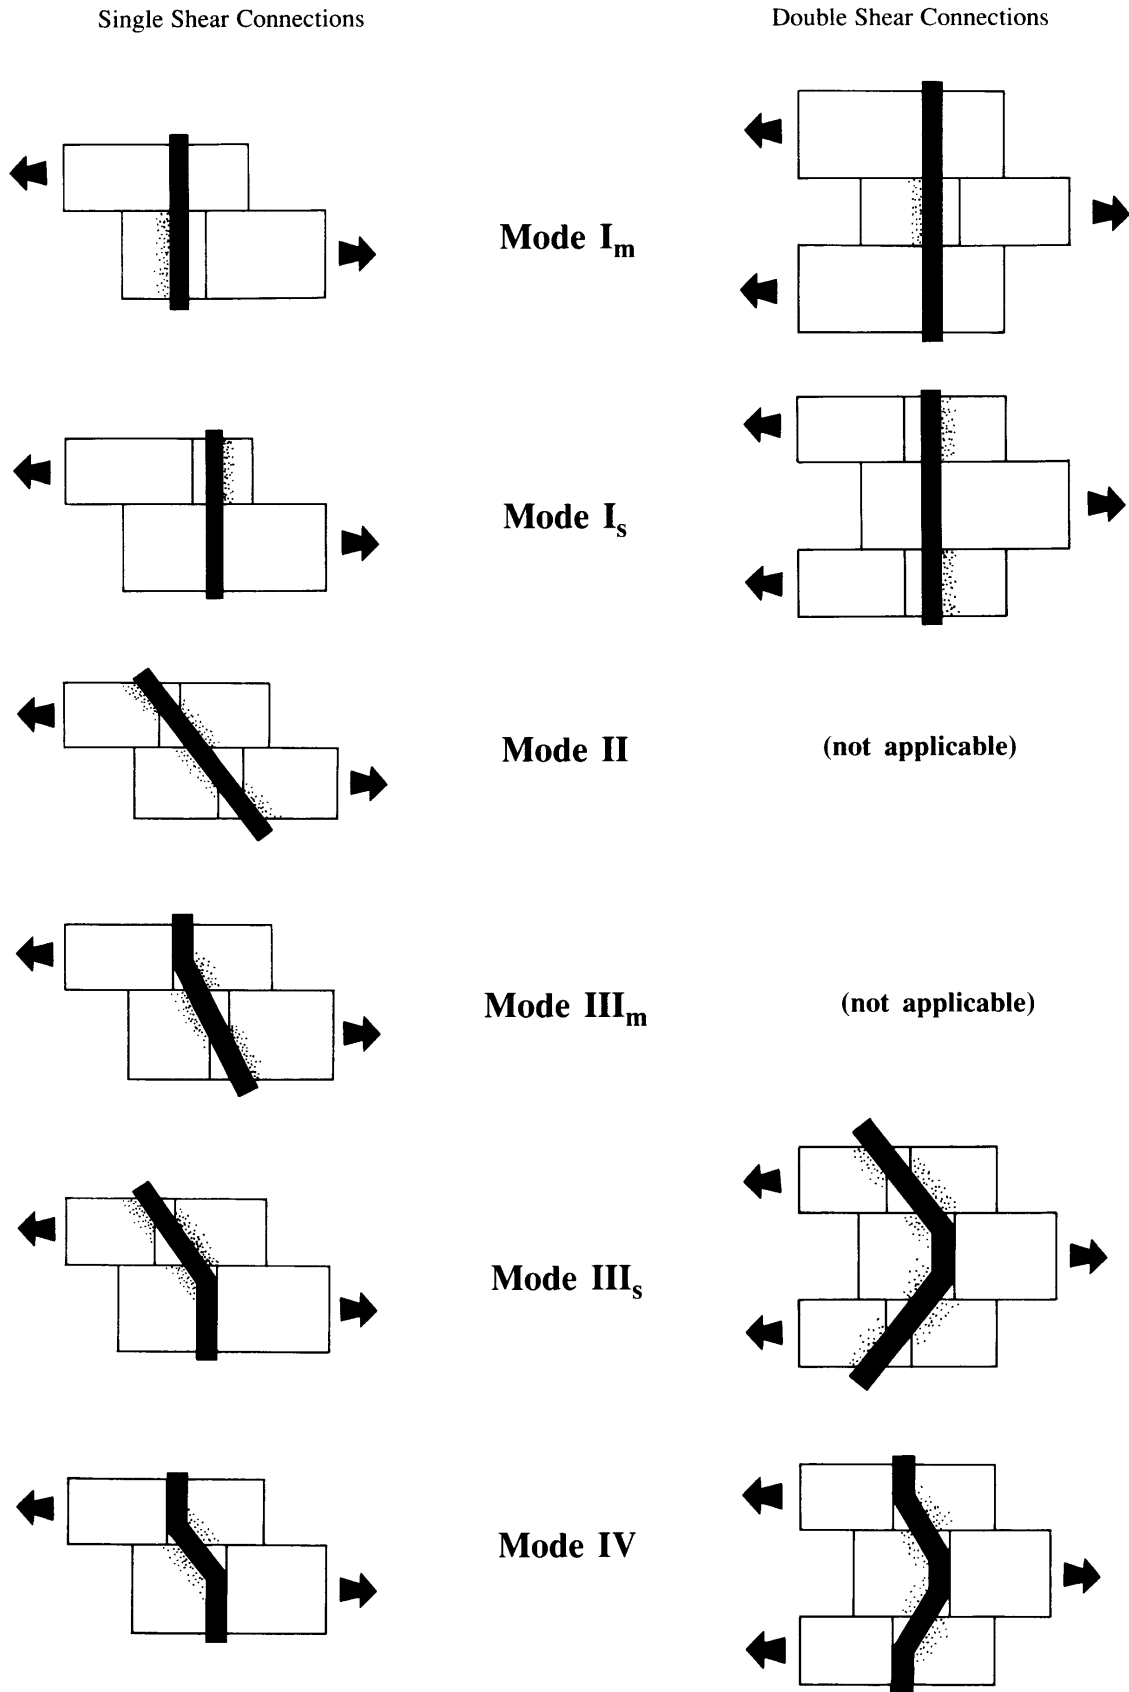 Single Shear Connections
Double Shear Connections
Mode Iₘ
Mode Iₛ
Mode II
(not applicable)
Mode IIIₘ
(not applicable)
Mode IIIₛ
Mode IV